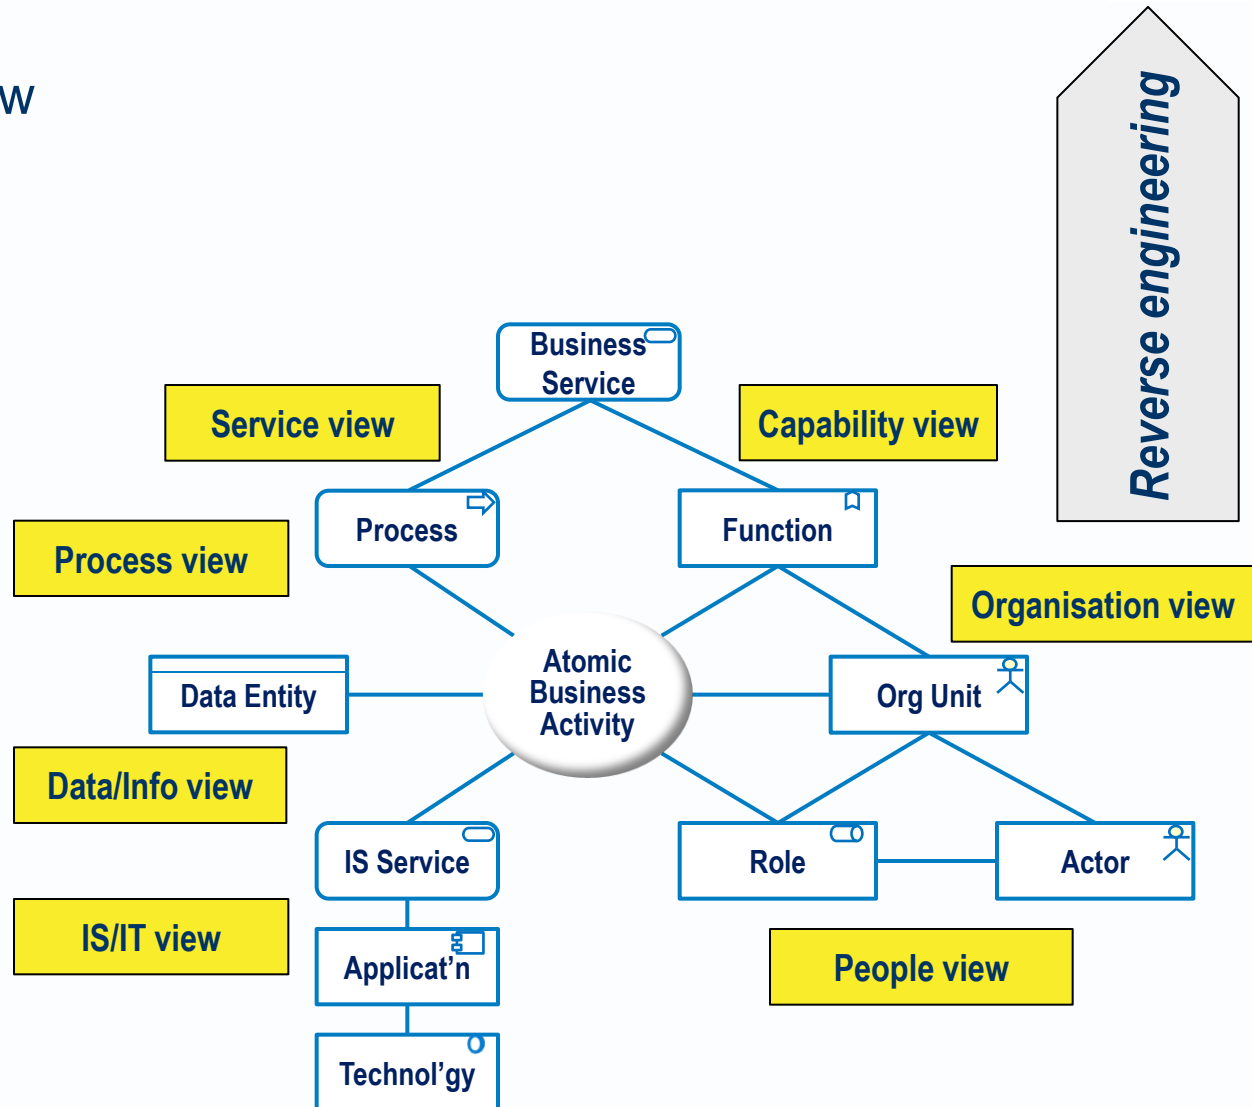 w
Reverse engineering
Business
Service
Service view
Capability view
Process
Function
Process view
Organisation view
Atomic
Business
Activity
Data Entity
Org Unit
Data/Info view
IS Service
Role
Actor
IS/IT view
Applicat’n
People view
Technol’gy